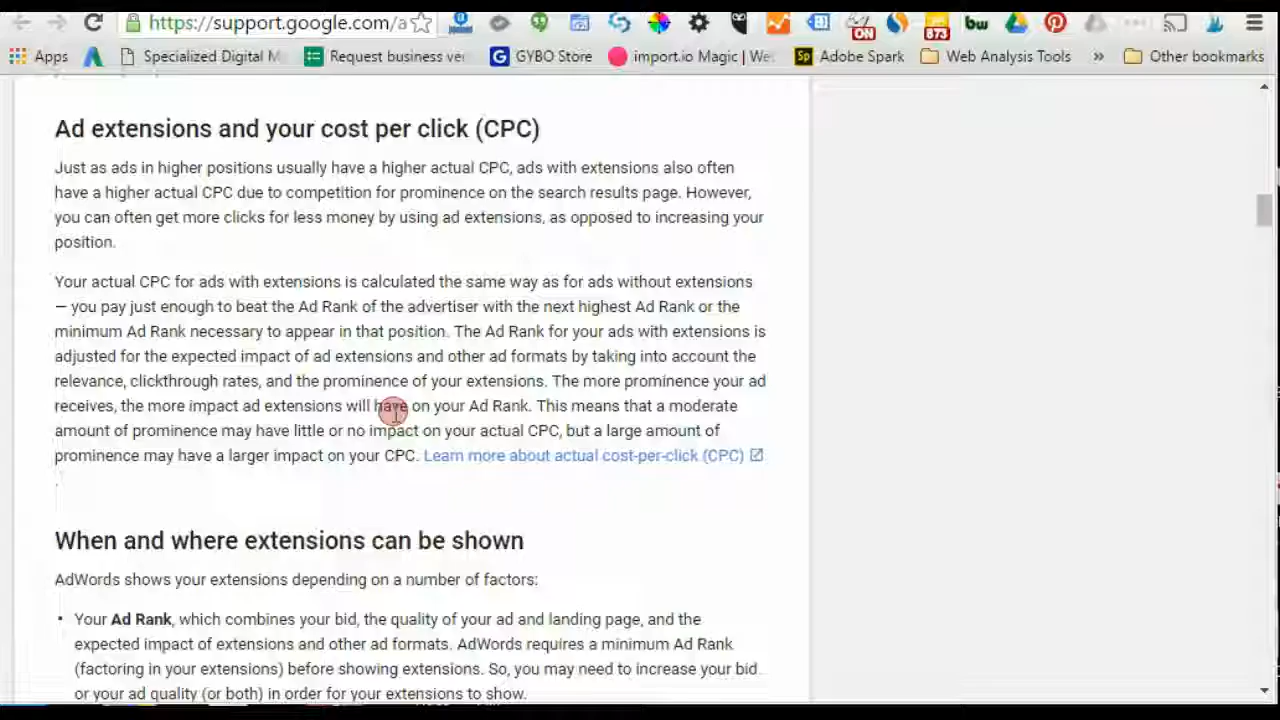 https://support.google.com/a
ON
873
bw
Apps
Specialized Digital M
Request business ver
G GYBO Store
import.io Magic | We
Sp Adobe Spark
Web Analysis Tools
»
Other bookmarks
Ad extensions and your cost per click (CPC)
Just as ads in higher positions usually have a higher actual CPC, ads with extensions also often
have a higher actual CPC due to competition for prominence on the search results page. However,
you can often get more clicks for less money by using ad extensions, as opposed to increasing your
position.
Your actual CPC for ads with extensions is calculated the same way as for ads without extensions
— you pay just enough to beat the Ad Rank of the advertiser with the next highest Ad Rank or the
minimum Ad Rank necessary to appear in that position. The Ad Rank for your ads with extensions is
adjusted for the expected impact of ad extensions and other ad formats by taking into account the
relevance, clickthrough rates, and the prominence of your extensions. The more prominence your ad
receives, the more impact ad extensions will have on your Ad Rank. This means that a moderate
amount of prominence may have little or no impact on your actual CPC, but a large amount of
prominence may have a larger impact on your CPC. Learn more about actual cost-per-click (CPC)
.
When and where extensions can be shown
AdWords shows your extensions depending on a number of factors:
• Your Ad Rank, which combines your bid, the quality of your ad and landing page, and the
expected impact of extensions and other ad formats. AdWords requires a minimum Ad Rank
(factoring in your extensions) before showing extensions. So, you may need to increase your bid
or your ad quality (or both) in order for your extensions to show.